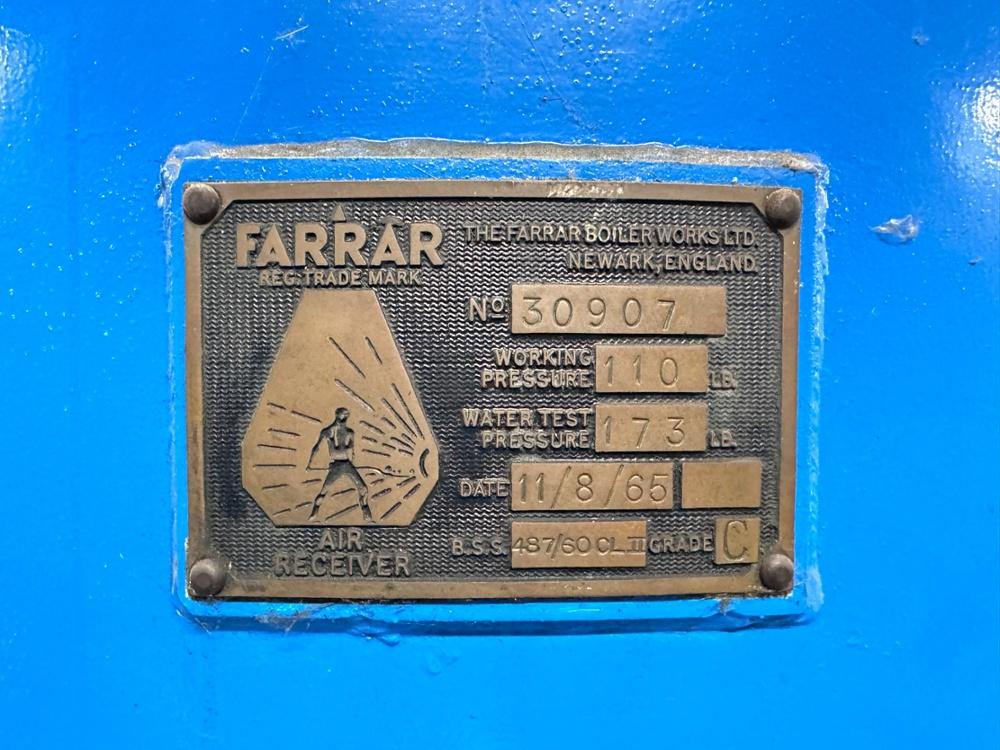 FARRAR
REG. TRADE MARK
THE FARRAR BOILER WORKS LTD.
NEWARK, ENGLAND.
No 30907
WORKING PRESSURE 110 LB.
WATER TEST PRESSURE 173 LB.
DATE 11/8/65
AIR
RECEIVER
B.S.S. 487/60 CL III GRADE C